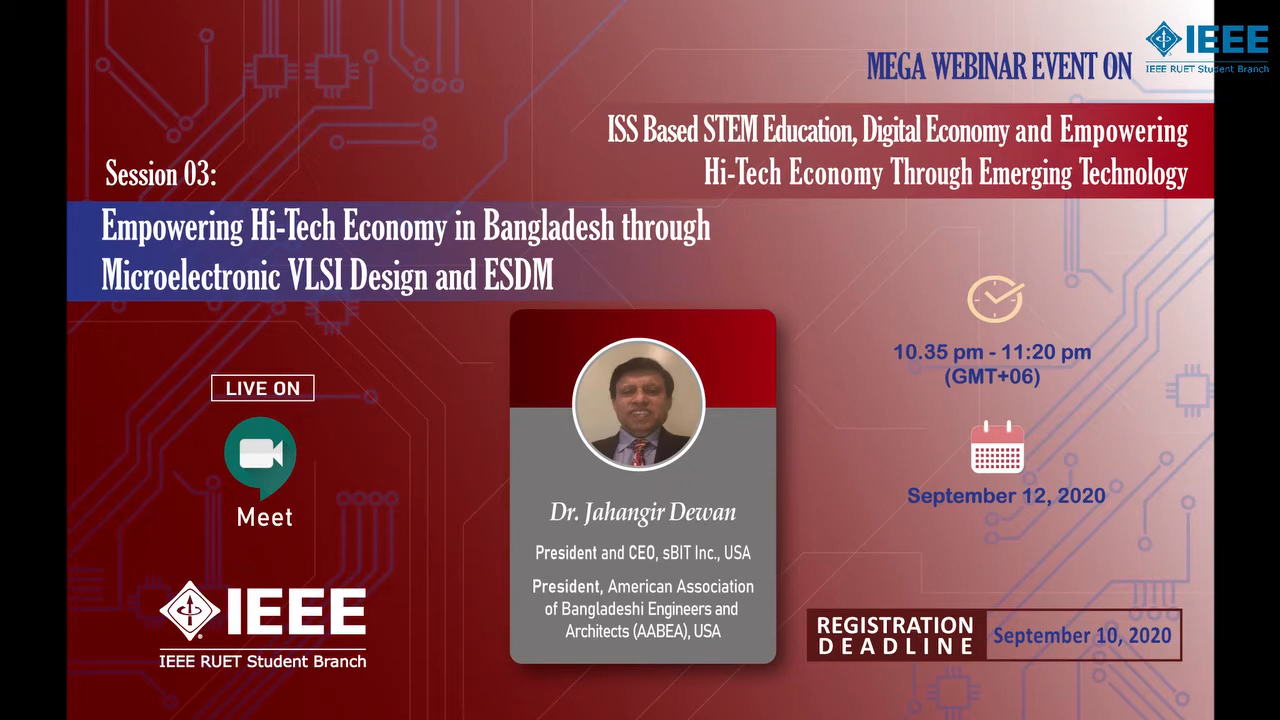 IEEE
IEEE RUET Student Branch
MEGA WEBINAR EVENT ON
ISS Based STEM Education, Digital Economy and Empowering
Hi-Tech Economy Through Emerging Technology
Session 03:
Empowering Hi-Tech Economy in Bangladesh through
Microelectronic VLSI Design and ESDM
LIVE ON
Meet
10.35 pm - 11:20 pm
(GMT+06)
September 12, 2020
Dr. Jahangir Dewan
President and CEO, sBIT Inc., USA
President, American Association
of Bangladeshi Engineers and
Architects (AABEA), USA
IEEE
IEEE RUET Student Branch
REGISTRATION
DEADLINE
September 10, 2020